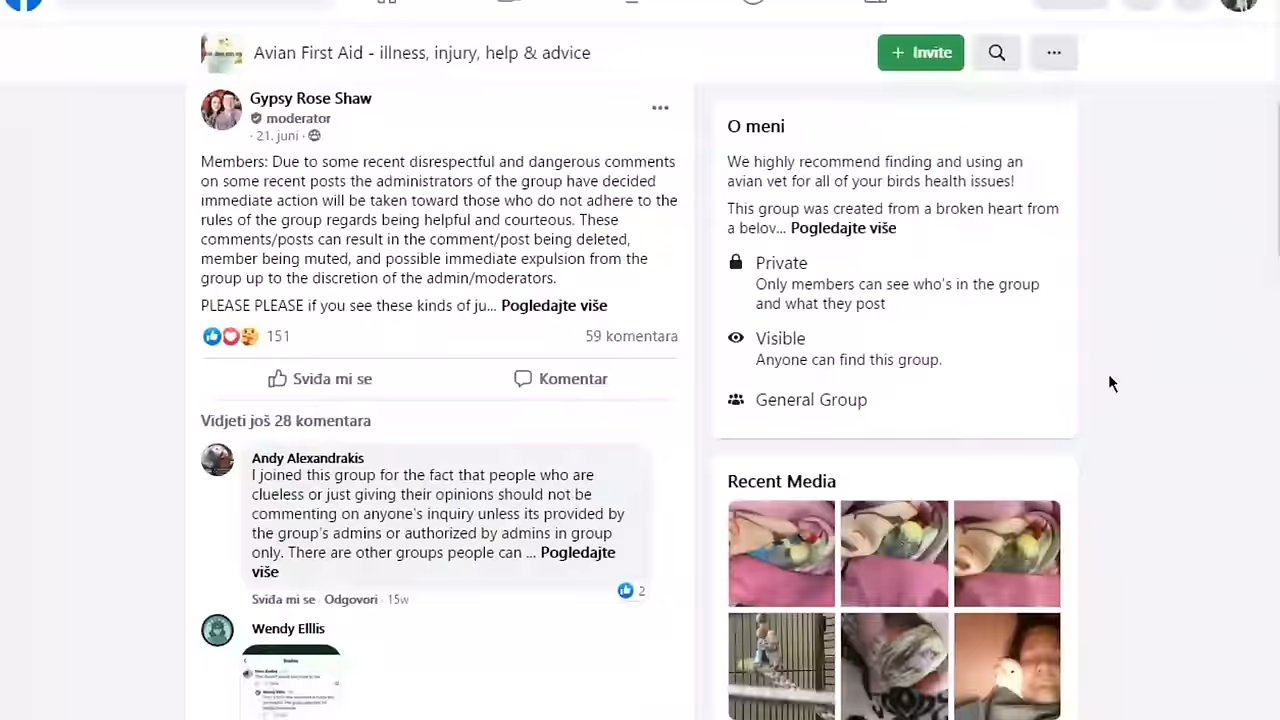 Avian First Aid - illness, injury, help & advice
+ Invite
Gypsy Rose Shaw
moderator
· 21. juni ·
Members: Due to some recent disrespectful and dangerous comments
on some recent posts the administrators of the group have decided
immediate action will be taken toward those who do not adhere to the
rules of the group regards being helpful and courteous. These
comments/posts can result in the comment/post being deleted,
member being muted, and possible immediate expulsion from the
group up to the discretion of the admin/moderators.
PLEASE PLEASE if you see these kinds of ju... Pogledajte više
151
59 komentara
Sviđa mi se
Komentar
Vidjeti još 28 komentara
Andy Alexandrakis
I joined this group for the fact that people who are
clueless or just giving their opinions should not be
commenting on anyone's inquiry unless its provided by
the group's admins or authorized by admins in group
only. There are other groups people can ... Pogledajte
više
2
Sviđa mi se · Odgovori · 15w
Wendy Elllis
O meni
We highly recommend finding and using an
avian vet for all of your birds health issues!
This group was created from a broken heart from
a belov... Pogledajte više
Private
Only members can see who's in the group
and what they post
Visible
Anyone can find this group.
General Group
Recent Media